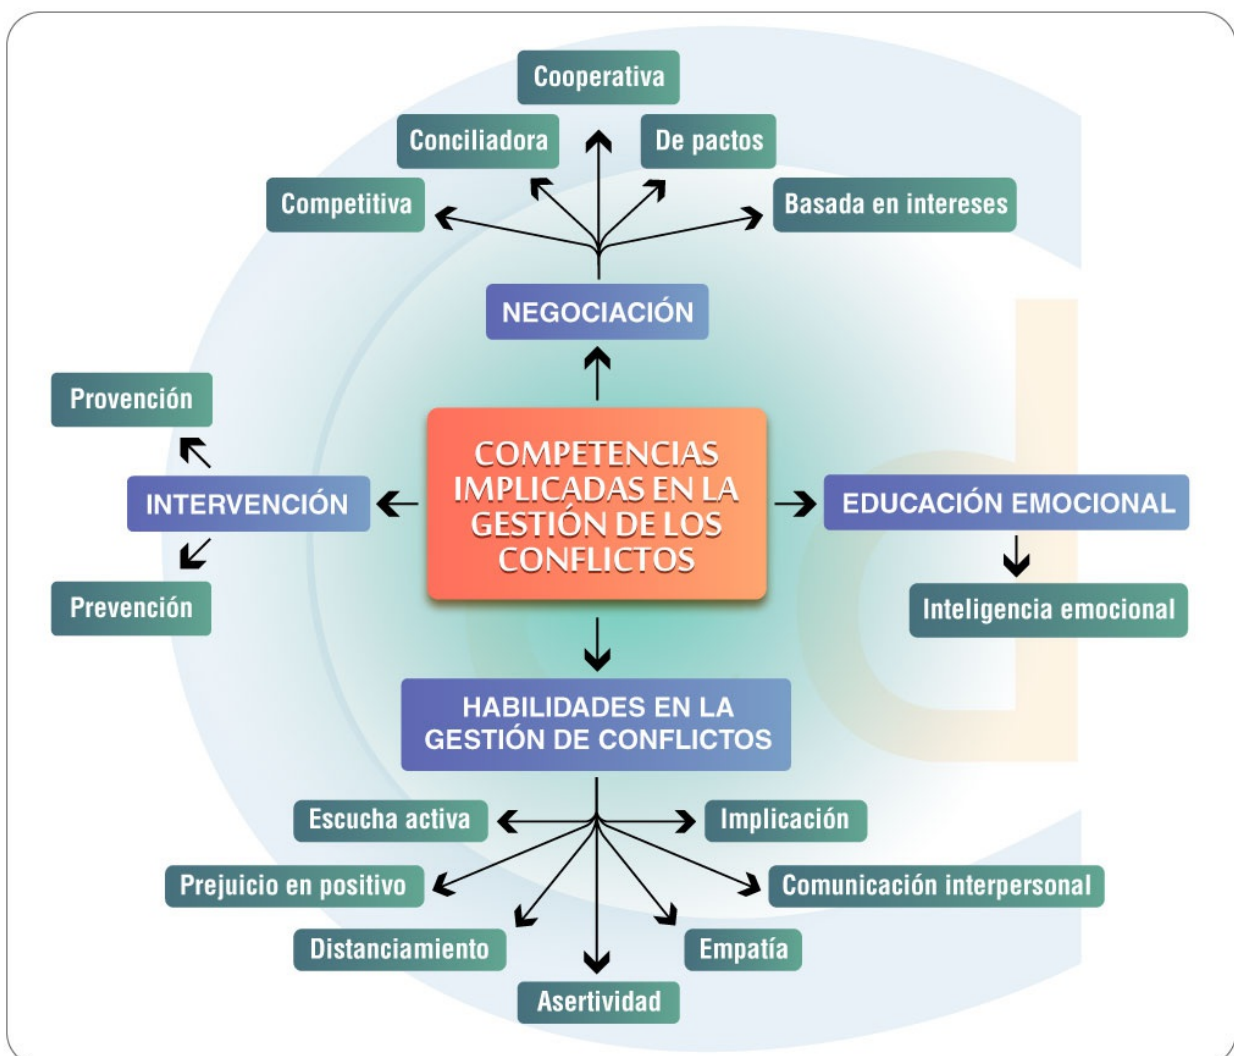 Cooperativa
Conciliadora
De pactos
Competitiva
Basada en intereses
NEGOCIACIÓN
Provención
INTERVENCIÓN
Prevención
COMPETENCIAS
IMPLICADAS EN LA
GESTIÓN DE LOS
CONFLICTOS
EDUCACIÓN EMOCIONAL
Inteligencia emocional
HABILIDADES EN LA
GESTIÓN DE CONFLICTOS
Escucha activa
Implicación
Prejuicio en positivo
Comunicación interpersonal
Distanciamiento
Empatía
Asertividad